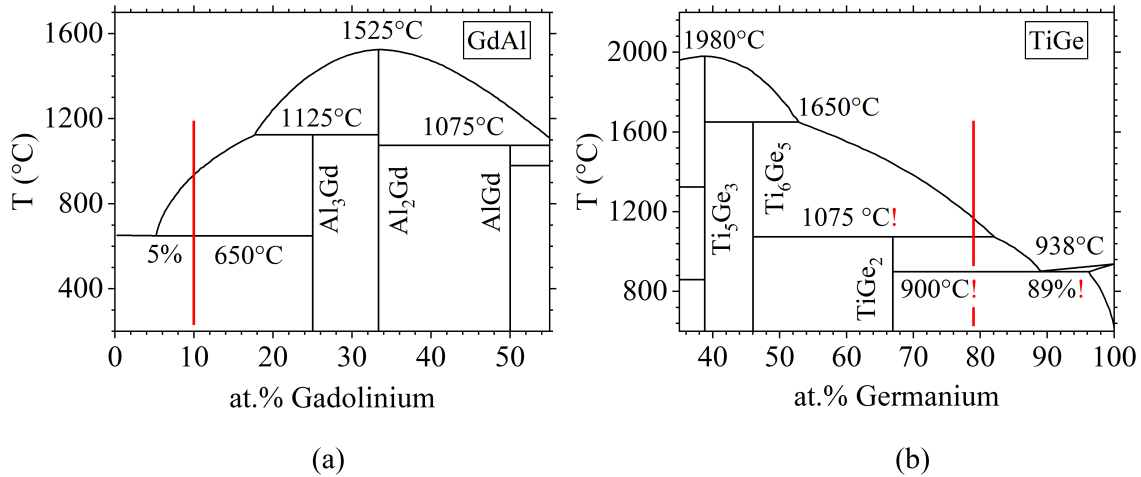 1600
1200
800
400
T (°C)
1525°C
GdAl
1125°C
1075°C
Al3Gd
Al2Gd
AlGd
5%
650°C
0
10
20
30
40
50
at.% Gadolinium
(a)
2000
1600
1200
800
T (°C)
1980°C
TiGe
1650°C
Ti5Ge3
Ti6Ge5
1075 °C!
938°C
TiGe2
900°C!
89%!
40
50
60
70
80
90
100
at.% Germanium
(b)